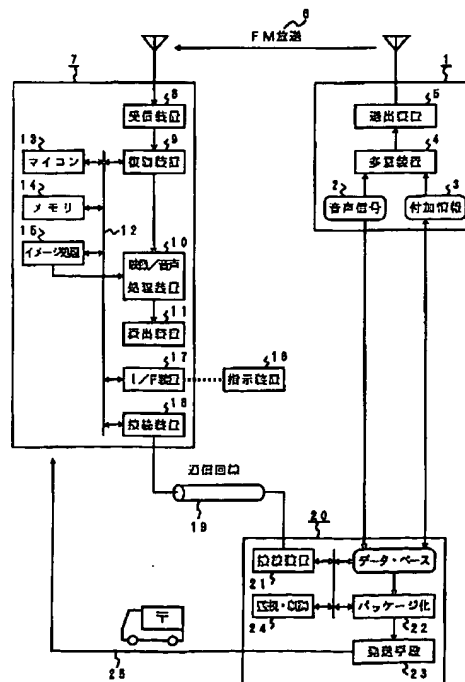 6
FM放送
7
1
8
受信装置
5
送出装置
13
マイコン
9
復調装置
4
多重装置
14
メモリ
2
音声信号
3
付加情報
15
イメージ処理
12
10
映像/音声
処理装置
11
提出装置
17
I/F装置
16
指示装置
18
接続装置
通信回線
19
20
接続装置
21
データ・ベース
24
パッケージ化
22
〒
発送手段
23
25